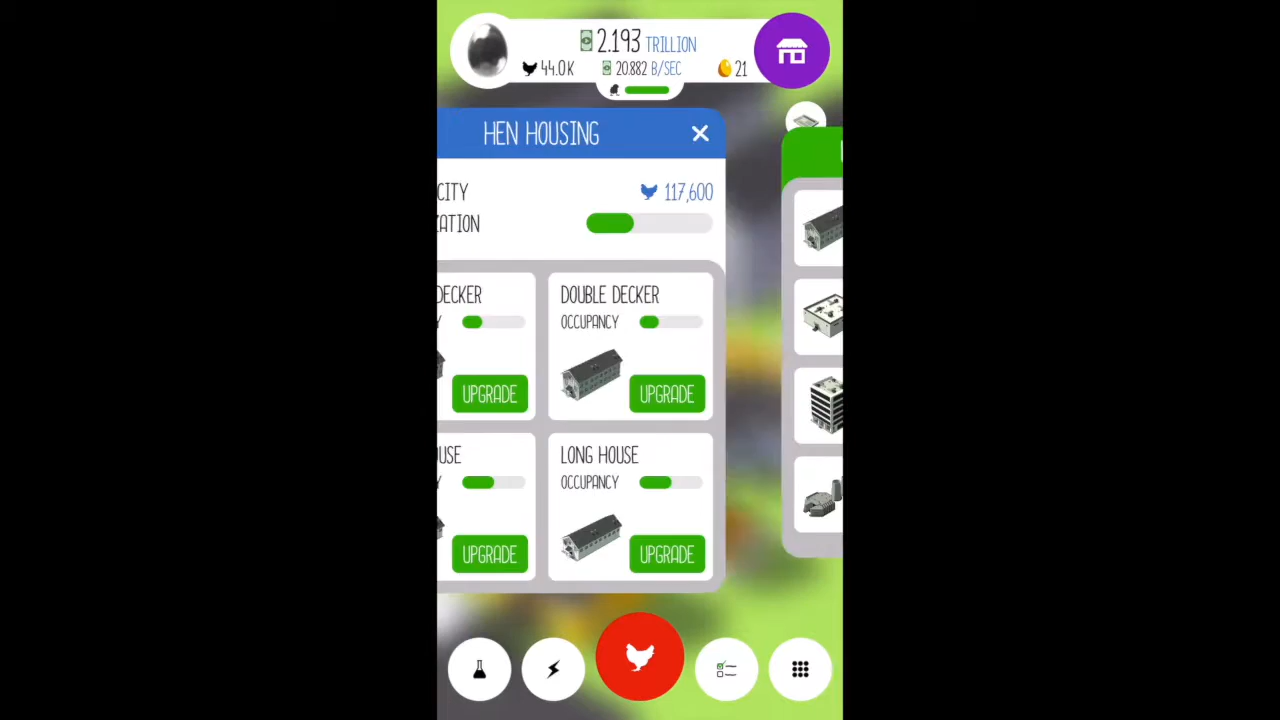 2.193 TRILLION
44.0K 20.882 B/SEC 21
HEN HOUSING
CITY 117,600
ZATION
DECKER
DOUBLE DECKER
Y
OCCUPANCY
UPGRADE
UPGRADE
USE
LONG HOUSE
Y
OCCUPANCY
UPGRADE
UPGRADE